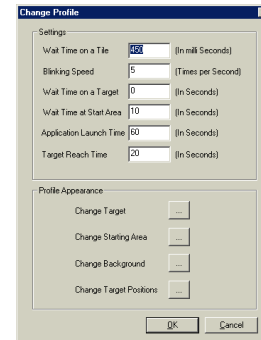 Change Profile
Settings
Wait Time on a Tile 450 (In milli Seconds)
Blinking Speed 5 (Times per Second)
Wait Time on a Target 0 (In Seconds)
Wait Time at Start Area 10 (In Seconds)
Application Launch Time 60 (In Seconds)
Target Reach Time 20 (In Seconds)
Profile Appearance
Change Target ...
Change Starting Area ...
Change Background ...
Change Target Positions ...
OK Cancel